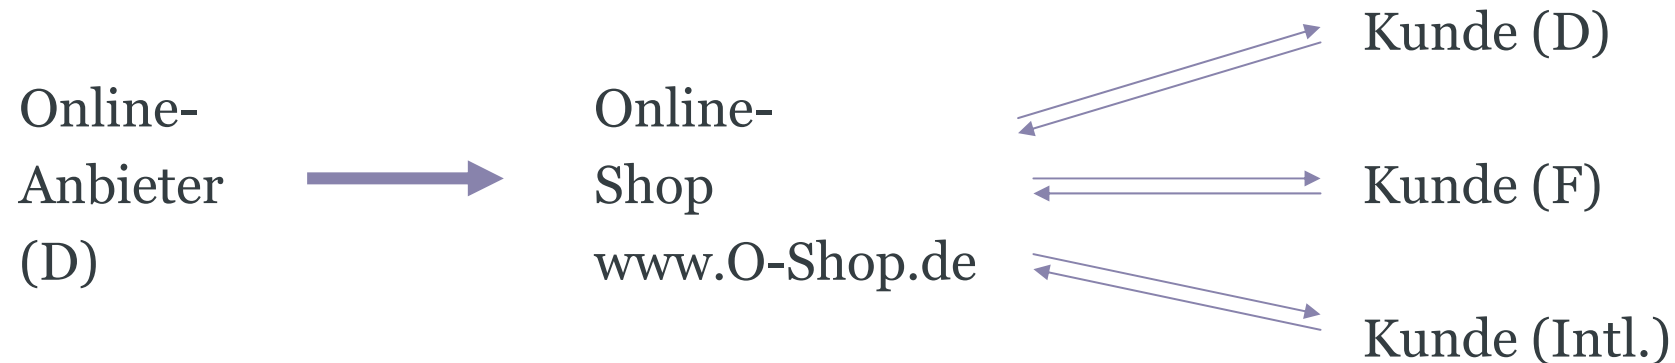 Online-
Anbieter
(D)
Online-
Shop
www.O-Shop.de
Kunde (D)
Kunde (F)
Kunde (Intl.)